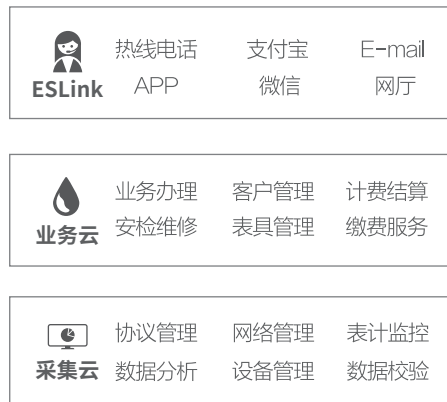 热线电话 支付宝 E-mail
ESLink APP 微信 网厅
业务办理 客户管理 计费结算
业务云 安检维修 表具管理 缴费服务
协议管理 网络管理 表计监控
采集云 数据分析 设备管理 数据校验